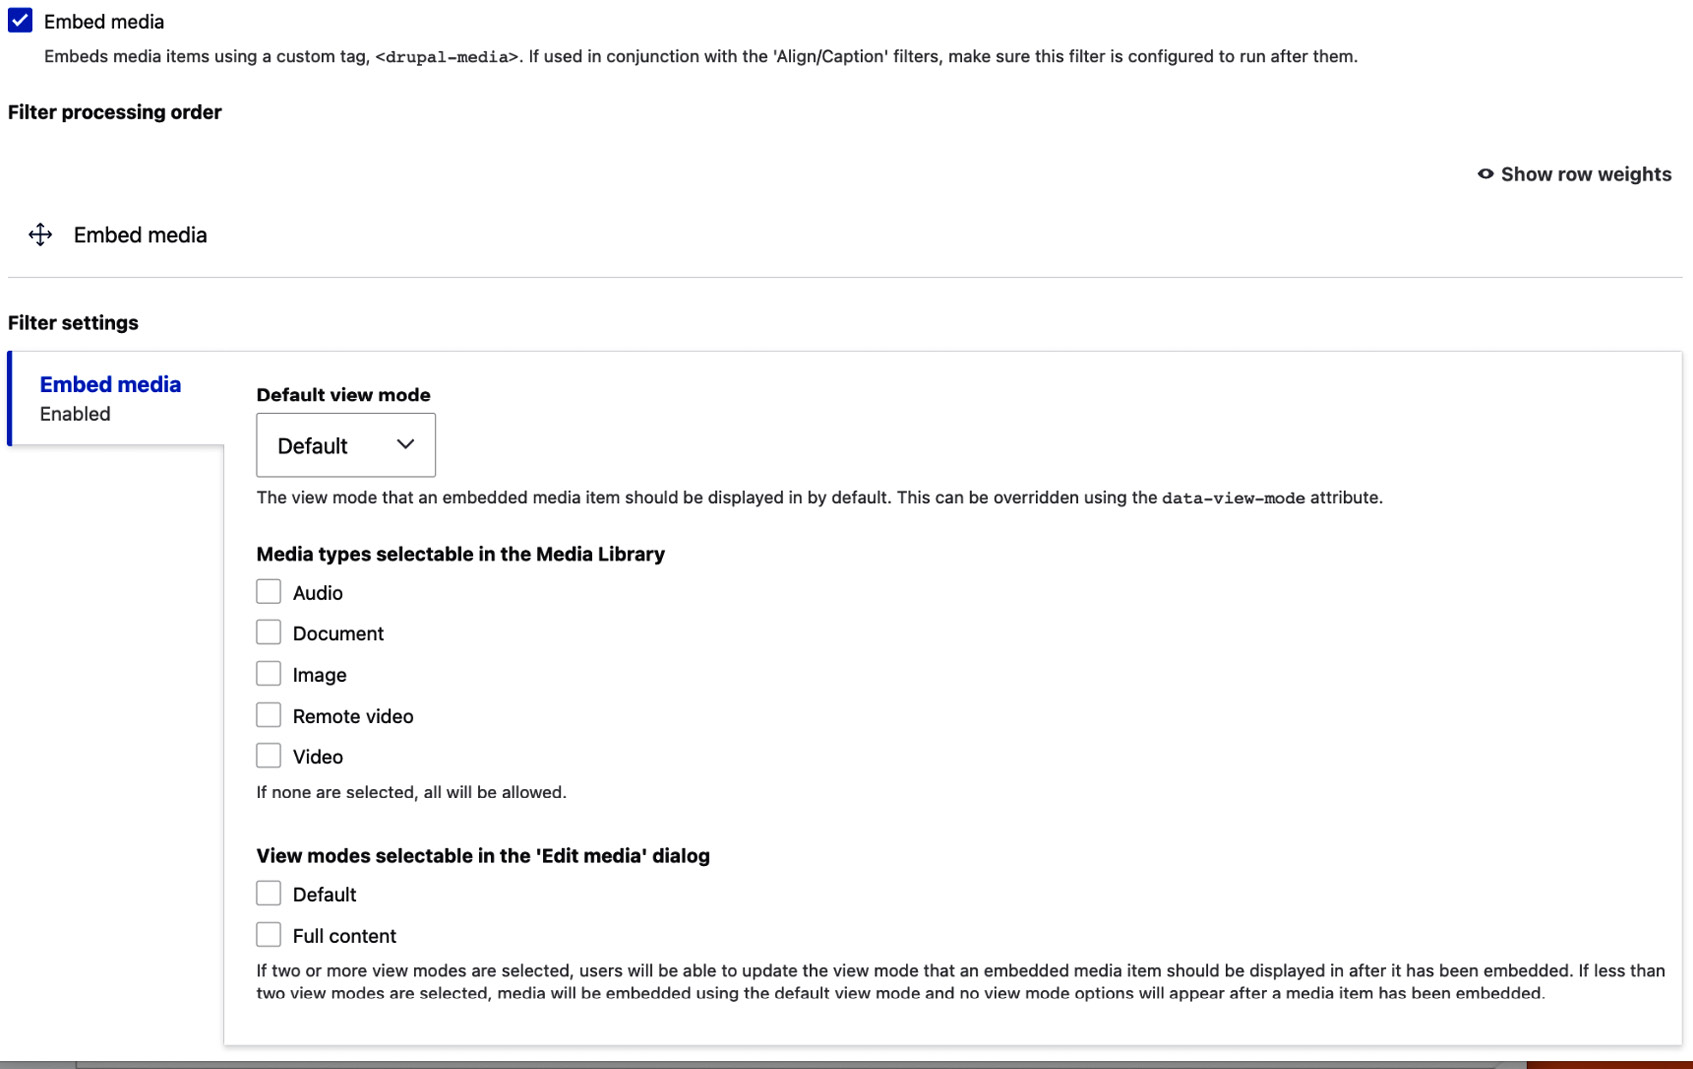 Embed media
Embeds media items using a custom tag, <drupal-media>. If used in conjunction with the 'Align/Caption' filters, make sure this filter is configured to run after them.
Filter processing order
Show row weights
Embed media
Filter settings
Embed media
Enabled
Default view mode
Default
The view mode that an embedded media item should be displayed in by default. This can be overridden using the data-view-mode attribute.
Media types selectable in the Media Library
Audio
Document
Image
Remote video
Video
If none are selected, all will be allowed.
View modes selectable in the 'Edit media' dialog
Default
Full content
If two or more view modes are selected, users will be able to update the view mode that an embedded media item should be displayed in after it has been embedded. If less than
two view modes are selected, media will be embedded using the default view mode and no view mode options will appear after a media item has been embedded.